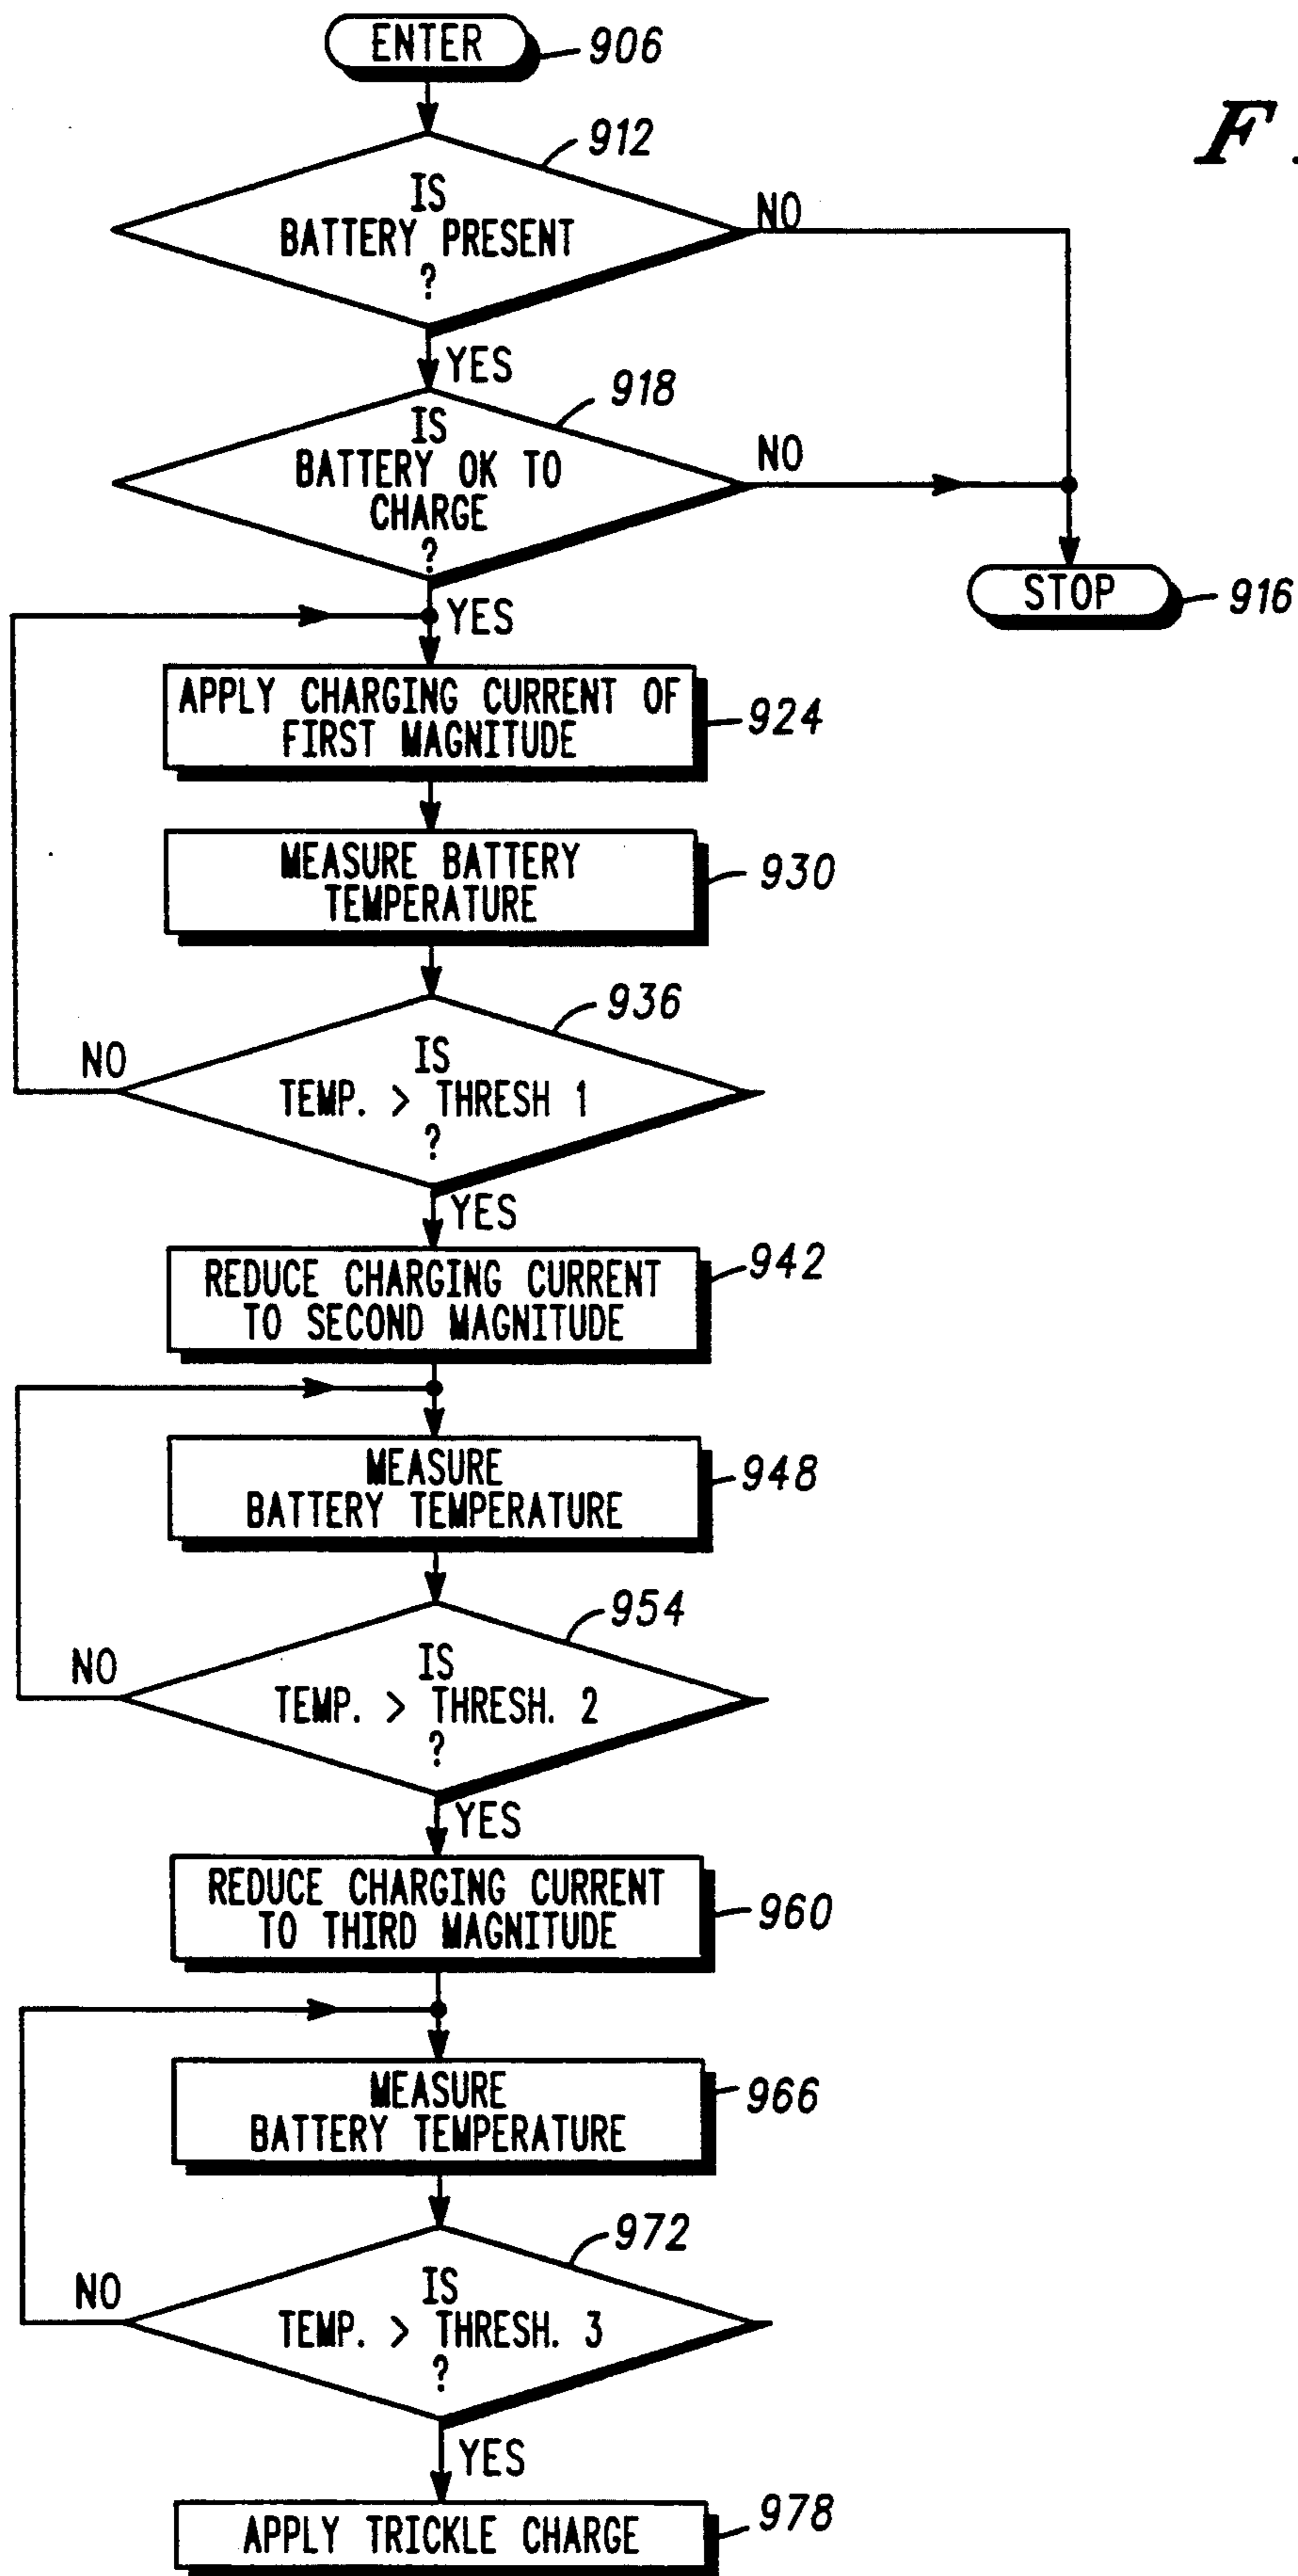 ENTER
906
F.
912
IS
BATTERY PRESENT
?
NO
YES
918
IS
BATTERY OK TO
CHARGE
?
NO
STOP
916
YES
APPLY CHARGING CURRENT OF
FIRST MAGNITUDE
924
MEASURE BATTERY
TEMPERATURE
930
936
IS
TEMP. > THRESH 1
?
NO
YES
REDUCE CHARGING CURRENT
TO SECOND MAGNITUDE
942
MEASURE
BATTERY TEMPERATURE
948
954
IS
TEMP. > THRESH. 2
?
NO
YES
REDUCE CHARGING CURRENT
TO THIRD MAGNITUDE
960
MEASURE
BATTERY TEMPERATURE
966
972
IS
TEMP. > THRESH. 3
?
NO
YES
APPLY TRICKLE CHARGE
978